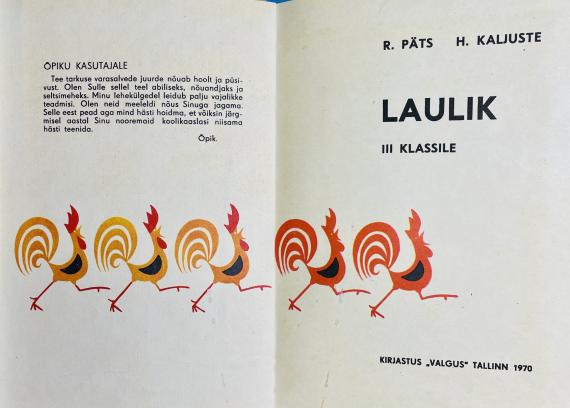 ÕPIKU KASUTAJALE
Tee tarkuse varasalvede juurde nõuab hoolt ja püsi-
vust. Olen Sulle sellel teel abiliseks, nõuandjaks ja
seltsimeheks. Minu lehekülgedel leidub palju vajalikke
teadmisi. Olen neid meeleldi nõus Sinuga jagama.
Selle eest pead aga mind hästi hoidma, et võiksin järg-
misel aastal Sinu nooremaid koolikaaslasi niisama
hästi teenida.
Õpik.
R. PÄTS H. KALJUSTE
LAULIK
III KLASSILE
KIRJASTUS „VALGUS" TALLINN 1970